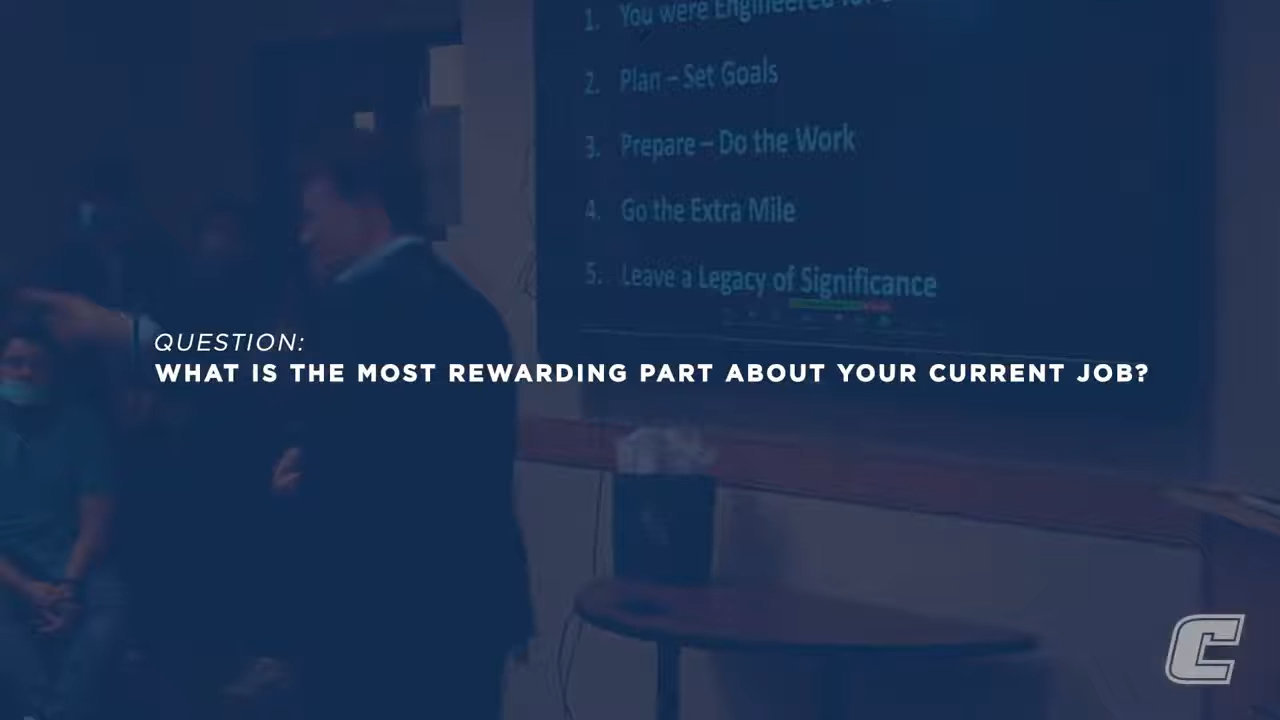 1. You were Engineered for
2. Plan – Set Goals
3. Prepare – Do the Work
4. Go the Extra Mile
5. Leave a Legacy of Significance
QUESTION:
WHAT IS THE MOST REWARDING PART ABOUT YOUR CURRENT JOB?
C